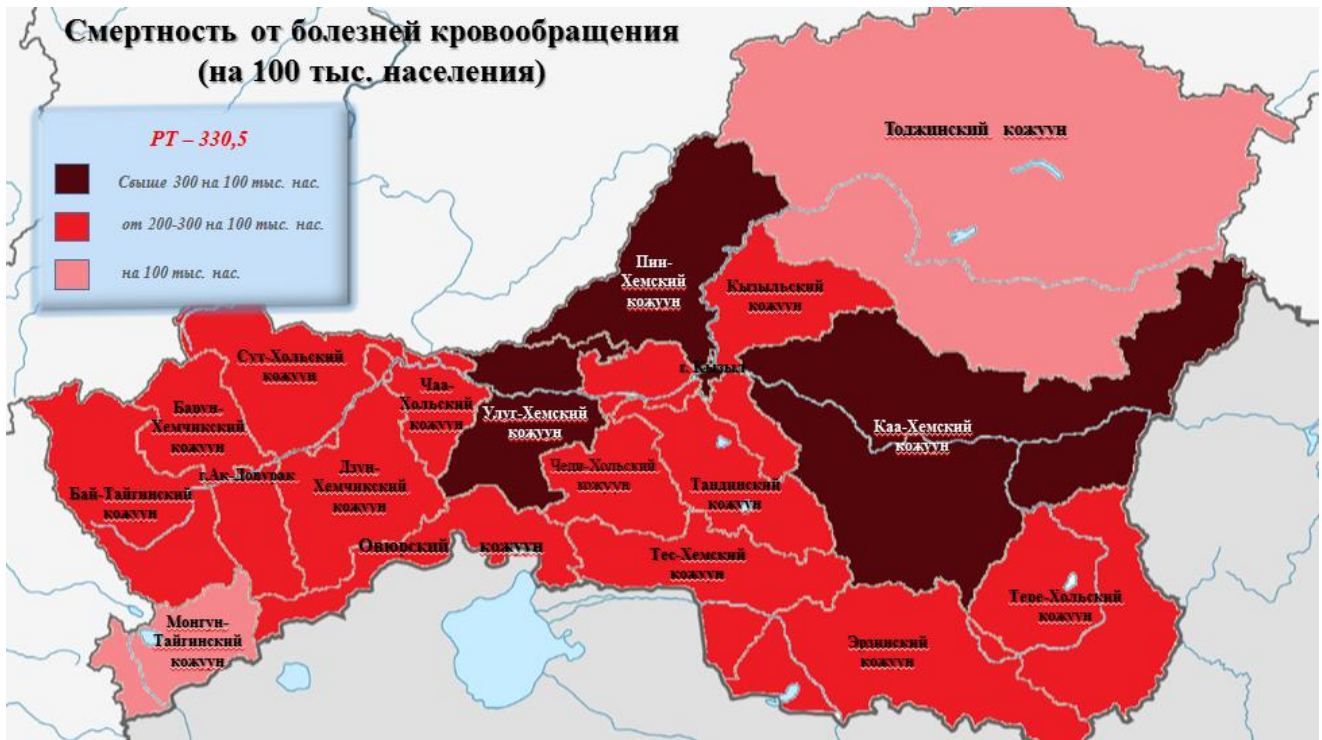 Смертность от болезней кровообращения
(на 100 тыс. населения)
РТ – 330,5
Свыше 300 на 100 тыс. нас.
от 200-300 на 100 тыс. нас.
на 100 тыс. нас.
Тоджинский кожуун
Пий-
Хемский
кожуун
Кызыльский
кожуун
Сут-Хольский
кожуун
г. Кызыл
Чаа-
Хольский
кожуун
Барун-
Хемчикский
кожуун
Улуг-Хемский
кожуун
Каа-Хемский
кожуун
г.Ак-Довурак
Дзун-
Хемчикский
кожуун
Чеди-Хольский
кожуун
Тандинский
кожуун
Бай-Тайгинский
кожуун
Овюрский кожуун
Тес-Хемский
кожуун
Тере-Хольский
кожуун
Монгун-
Тайгинский
кожуун
Эрзинский
кожуун